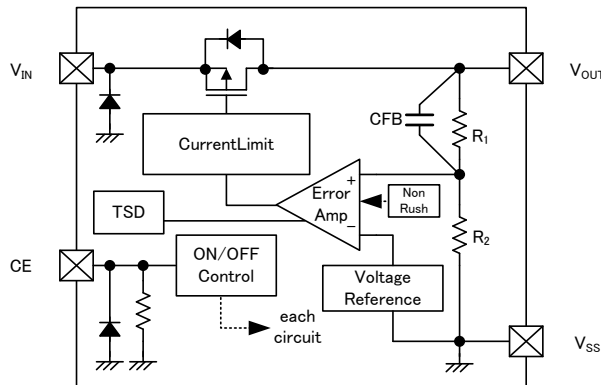 VIN
VOUT
CFB
R1
CurrentLimit
+
Error
Amp
−
Non
Rush
TSD
R2
CE
ON/OFF
Control
Voltage
Reference
each
circuit
VSS